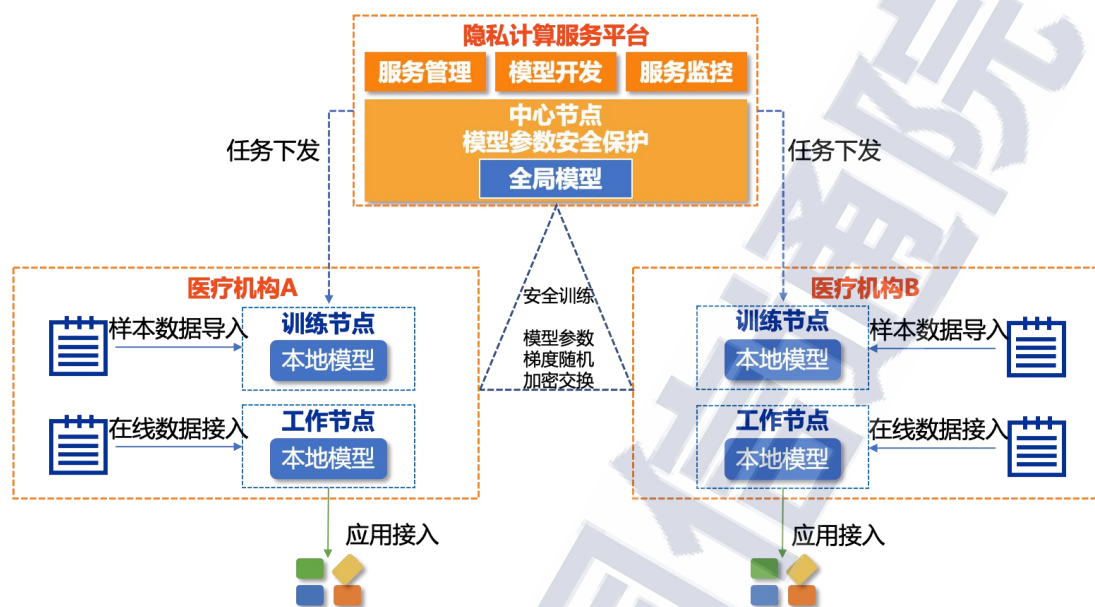 隐私计算服务平台
服务管理
模型开发
服务监控
中心节点
模型参数安全保护
全局模型
任务下发
任务下发
医疗机构A
样本数据导入
训练节点
本地模型
在线数据接入
工作节点
本地模型
应用接入
安全训练
模型参数
梯度随机
加密交换
医疗机构B
训练节点
本地模型
样本数据导入
工作节点
本地模型
在线数据接入
应用接入
信通院